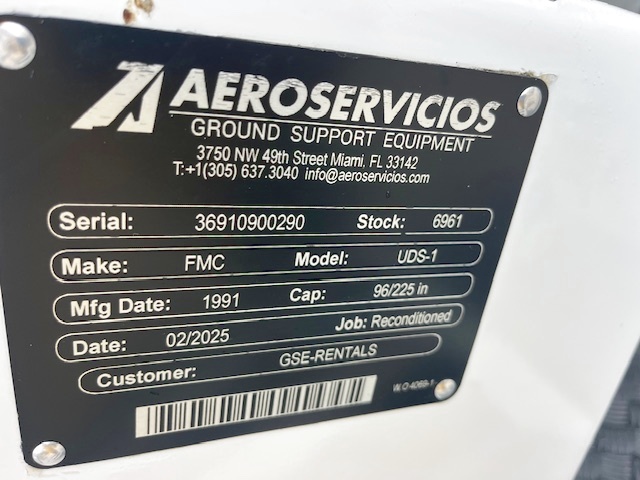 AEROSERVICIOS
GROUND SUPPORT EQUIPMENT
3750 NW 49th Street Miami, FL 33142
T:+1(305) 637.3040 info@aeroservicios.com
Serial: 36910900290 Stock: 6961
Make: FMC Model: UDS-1
Mfg Date: 1991 Cap: 96/225 in
Date: 02/2025 Job: Reconditioned
Customer: GSE-RENTALS
W.O 4069-1